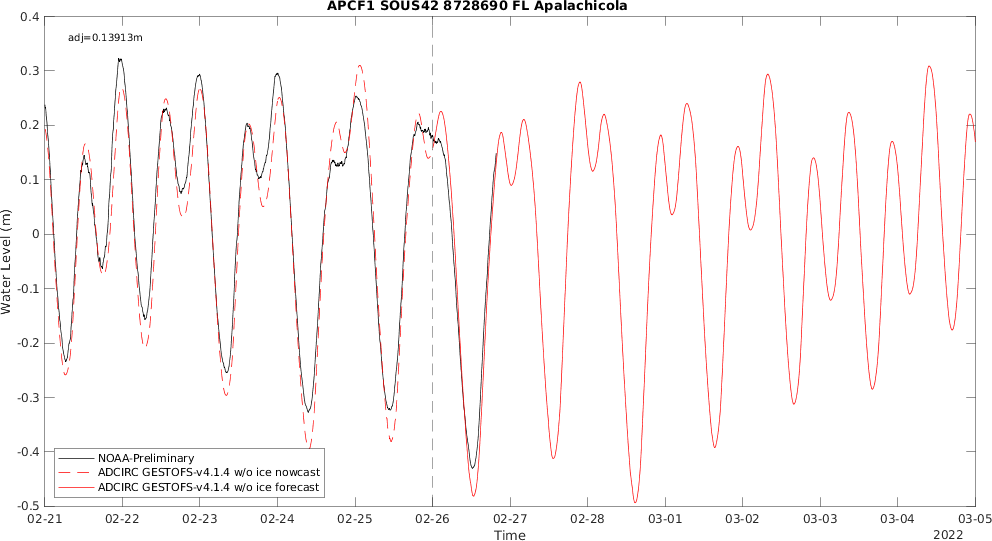 APCF1 SOUS42 8728690 FL Apalachicola
adj=0.13913m
0.4
0.3
0.2
0.1
0
-0.1
-0.2
-0.3
-0.4
-0.5
Water Level (m)
NOAA-Preliminary
ADCIRC GESTOFS-v4.1.4 w/o ice nowcast
ADCIRC GESTOFS-v4.1.4 w/o ice forecast
02-21 02-22 02-23 02-24 02-25 02-26 02-27 02-28 03-01 03-02 03-03 03-04 03-05
Time
2022